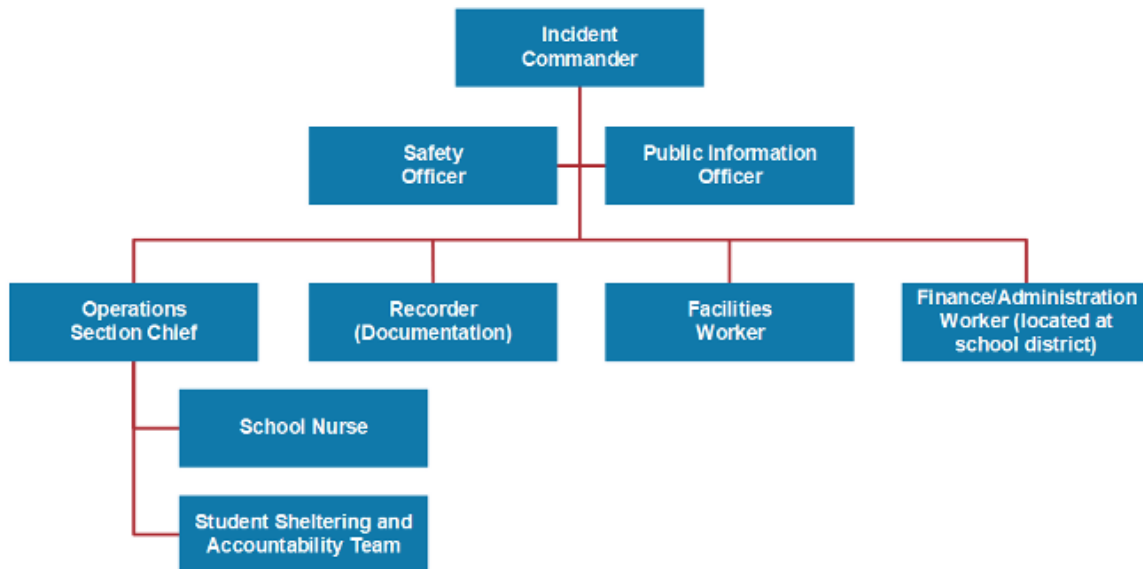 Incident
Commander
Safety
Officer
Public Information
Officer
Operations
Section Chief
Recorder
(Documentation)
Facilities
Worker
Finance/Administration
Worker (located at
school district)
School Nurse
Student Sheltering and
Accountability Team